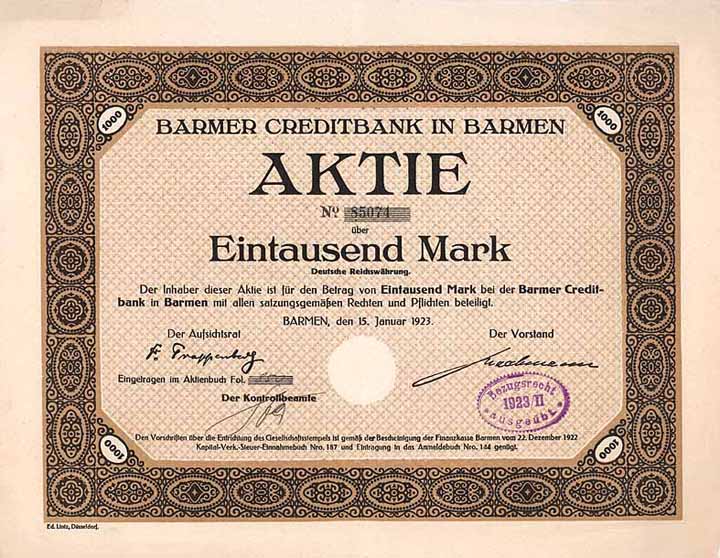 1000
1000
BARMER CREDITBANK IN BARMEN
AKTIE
No 85074
über
Eintausend Mark
Deutsche Reichswährung.
Der Inhaber dieser Aktie ist für den Betrag von Eintausend Mark bei der Barmer Credit-
bank in Barmen mit allen satzungsgemäßen Rechten und Pflichten beteiligt.
BARMEN, den 15. Januar 1923.
Der Aufsichtsrat
Der Vorstand
Eingetragen im Aktienbuch Fol.
Der Kontrollbeamte
Bezugsrecht
1923/II
ausgeübt.
Den Vorschriften über die Entrichtung des Gesellschaftsstempels ist gemäß der Bescheinigung der Finanzkasse Barmen vom 22. Dezember 1922
Kapital-Verk.-Steuer-Einnahmebuch Nro. 187 und Eintragung in das Anmeldebuch Nro. 144 genügt.
1000
1000
Ed. Lintz, Düsseldorf.